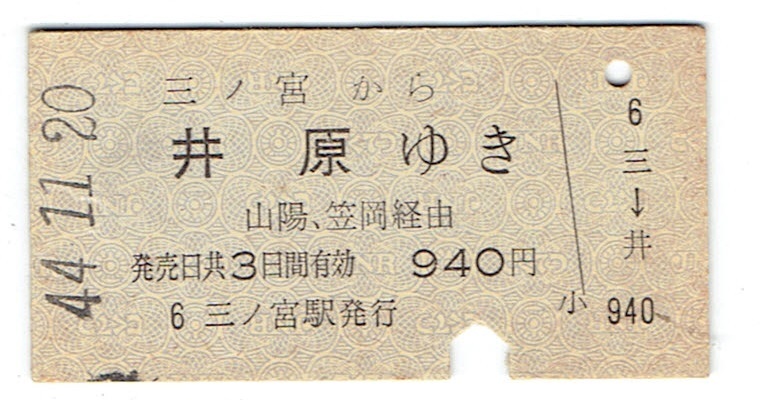 44.11.20
三ノ宮から
井原ゆき
山陽、笠岡経由
発売日共3日間有効 940円
6 三ノ宮駅発行
小
6
三
↓
井
940